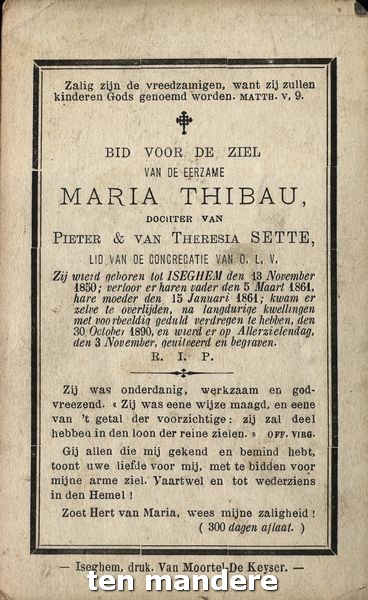 Zalig zijn de vreedzamigen, want zij zullen
kinderen Gods genoemd worden. MATTH. V, 9.
BID VOOR DE ZIEL
VAN DE EERZAME
MARIA THIBAU,
DOCHTER VAN
PIETER & VAN THERESIA SETTE,
LID VAN DE CONGREGATIE VAN O. L. V.
Zij wierd geboren tot ISEGHEM den 13 November
1850; verloor er haren vader den 5 Maart 1861,
hare moeder den 15 Januari 1861; kwam er
zelve te overlijden, na langdurige kwellingen
met voorbeeldig geduld verdregen te hebben, den
30 October 1890, en wierd er op Allerzielendag,
den 3 November, geuitveerd en begraven.
R. I. P.
Zij was onderdanig, werkzaam en god-
vreezend. « Zij was eene wijze maagd, en eene
van 't getal der voorzichtige: zij zal deel
hebben in den loon der reine zielen. » OFF. VIRG.
Gij allen die mij gekend en bemind hebt,
toont uwe liefde voor mij, met te bidden voor
mijne arme ziel. Vaartwel en tot wederziens
in den Hemel !
Zoet Hert van Maria, wees mijne zaligheid !
( 300 dagen aflaat. )
— Iseghem, druk. Van Moortel-De Keyser. —
ten mandere